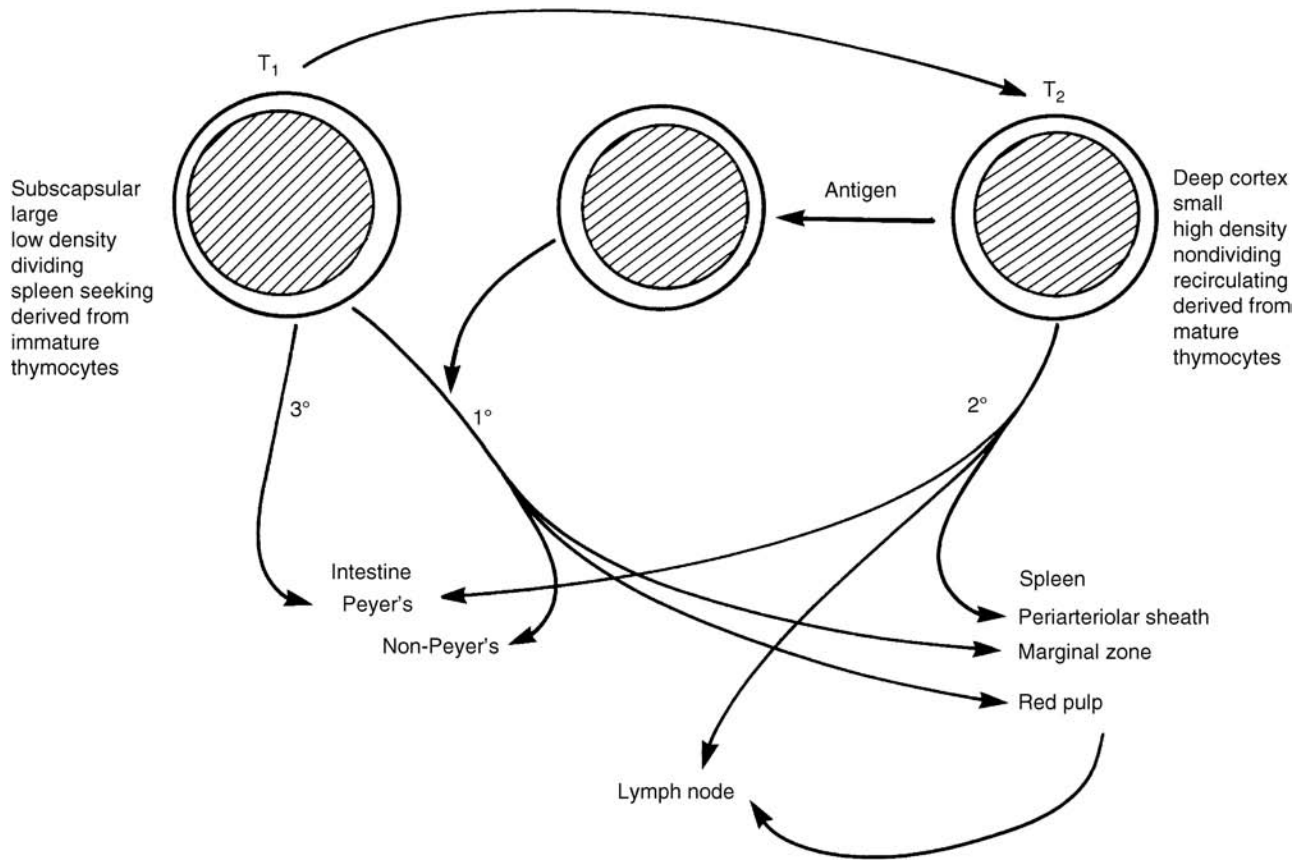 T1
T2
Subscapsular
large
low density
dividing
spleen seeking
derived from
immature
thymocytes
Antigen
Deep cortex
small
high density
nondividing
recirculating
derived from
mature
thymocytes
3°
1°
2°
Intestine
Peyer's
Non-Peyer's
Spleen
Periarteriolar sheath
Marginal zone
Red pulp
Lymph node